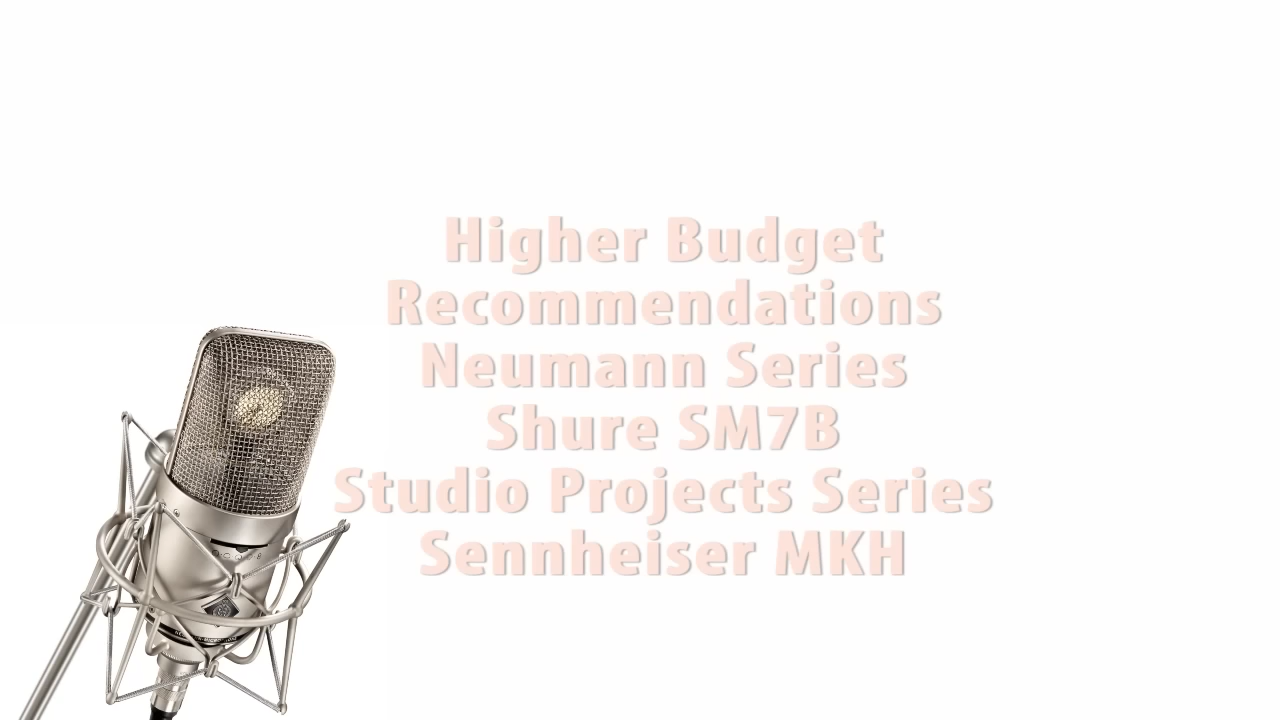 Higher Budget
Recommendations
Neumann Series
Shure SM7B
Studio Projects Series
Sennheiser MKH